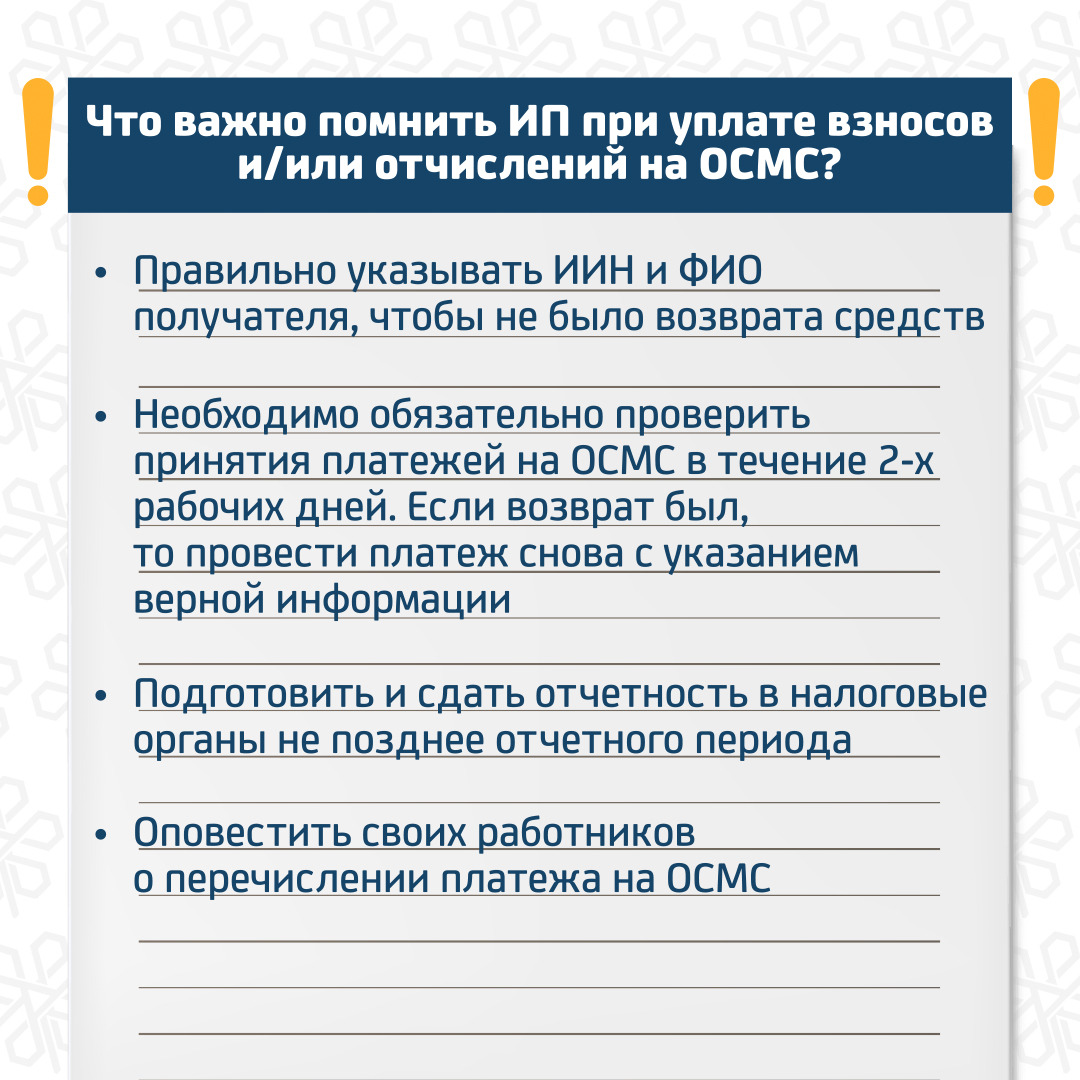 Что важно помнить ИП при уплате взносов
и/или отчислений на ОСМС?
• Правильно указывать ИИН и ФИО
получателя, чтобы не было возврата средств
• Необходимо обязательно проверить
принятия платежей на ОСМС в течение 2-х
рабочих дней. Если возврат был,
то провести платеж снова с указанием
верной информации
• Подготовить и сдать отчетность в налоговые
органы не позднее отчетного периода
• Оповестить своих работников
о перечислении платежа на ОСМС